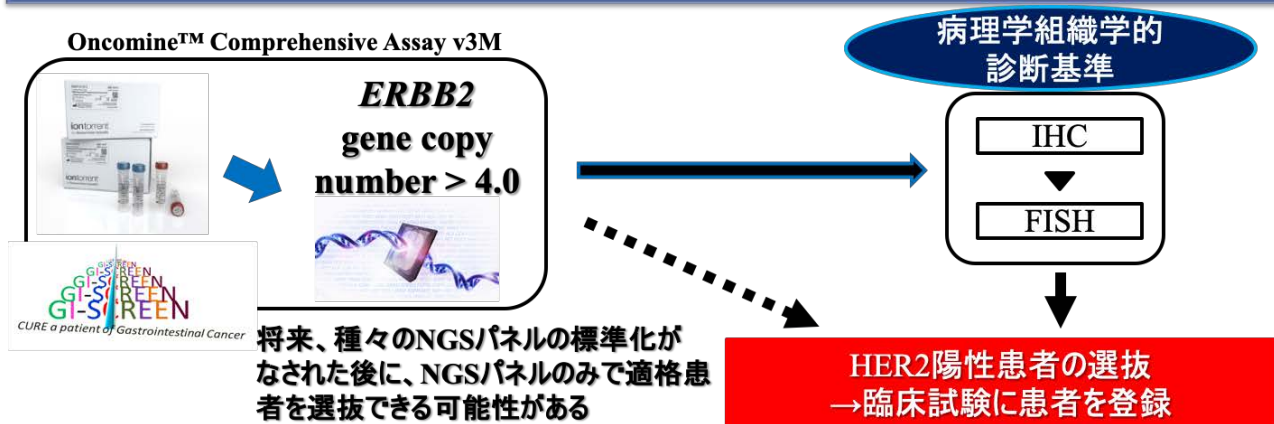 Oncomine™ Comprehensive Assay v3M
iontorrent
iontorrent
ERBB2
gene copy
number > 4.0
GI-SCREEN
GI-SCREEN
GI-SCREEN
GI-SCREEN
CURE a patient of Gastrointestinal Cancer
将来、種々のNGSパネルの標準化が
なされた後に、NGSパネルのみで適格患
者を選抜できる可能性がある
病理学組織学的
診断基準
IHC
FISH
HER2陽性患者の選抜
→臨床試験に患者を登録